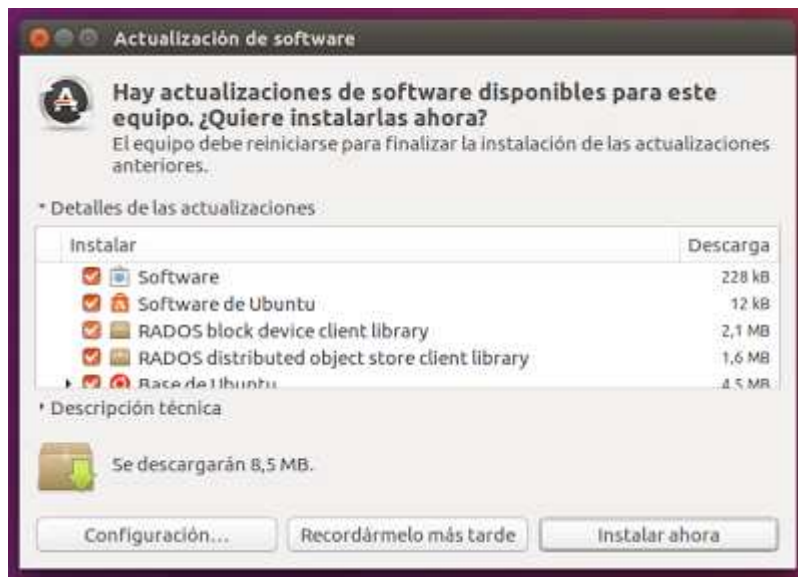 Actualización de software
Hay actualizaciones de software disponibles para este
equipo. ¿Quiere instalarlas ahora?
El equipo debe reiniciarse para finalizar la instalación de las actualizaciones
anteriores.
Detalles de las actualizaciones
Instalar Descarga
Software 228 kB
Software de Ubuntu 12 kB
RADOS block device client library 2,1 MB
RADOS distributed object store client library 1,6 MB
Base de Ubuntu 4,5 MB
Descripción técnica
Se descargarán 8,5 MB.
Configuración... Recordármelo más tarde Instalar ahora